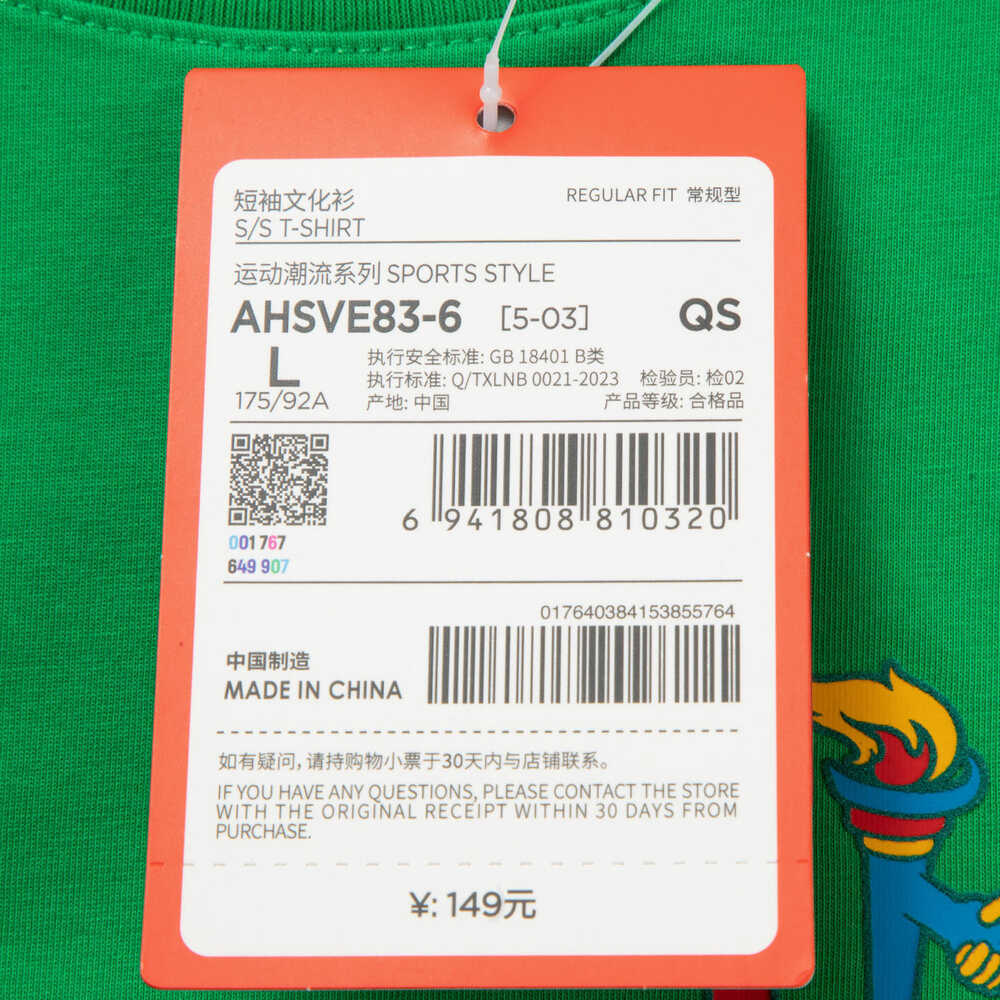 短袖文化衫
S/S T-SHIRT
REGULAR FIT 常规型
运动潮流系列 SPORTS STYLE
AHSVE83-6 [5-03] QS
L
175/92A
执行安全标准: GB 18401 B类
执行标准: Q/TXLNB 0021-2023 检验员: 检02
产地: 中国 产品等级: 合格品
6 941808 810320
001767
649 907
017640384153855764
中国制造
MADE IN CHINA
如有疑问,请持购物小票于30天内与店铺联系。
IF YOU HAVE ANY QUESTIONS, PLEASE CONTACT THE STORE
WITH THE ORIGINAL RECEIPT WITHIN 30 DAYS FROM
PURCHASE.
¥: 149元